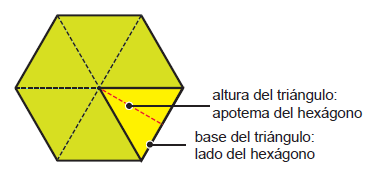 altura del triángulo:
apotema del hexágono
base del triángulo:
lado del hexágono